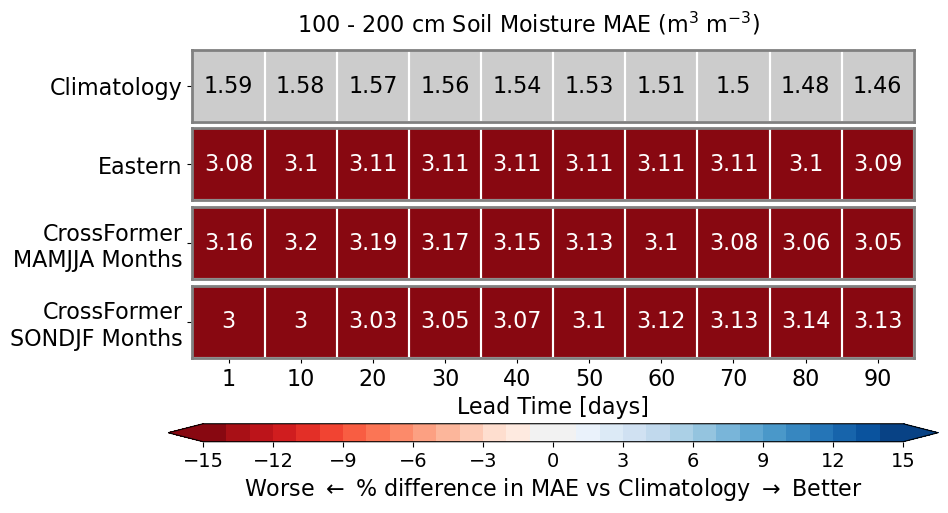 100 - 200 cm Soil Moisture MAE (m³ m⁻³)
Climatology 1.59 1.58 1.57 1.56 1.54 1.53 1.51 1.5 1.48 1.46
Eastern 3.08 3.1 3.11 3.11 3.11 3.11 3.11 3.11 3.1 3.09
CrossFormer
MAMJJA Months 3.16 3.2 3.19 3.17 3.15 3.13 3.1 3.08 3.06 3.05
CrossFormer
SONDJF Months 3 3 3.03 3.05 3.07 3.1 3.12 3.13 3.14 3.13
1 10 20 30 40 50 60 70 80 90
Lead Time [days]
−15 −12 −9 −6 −3 0 3 6 9 12 15
Worse ← % difference in MAE vs Climatology → Better